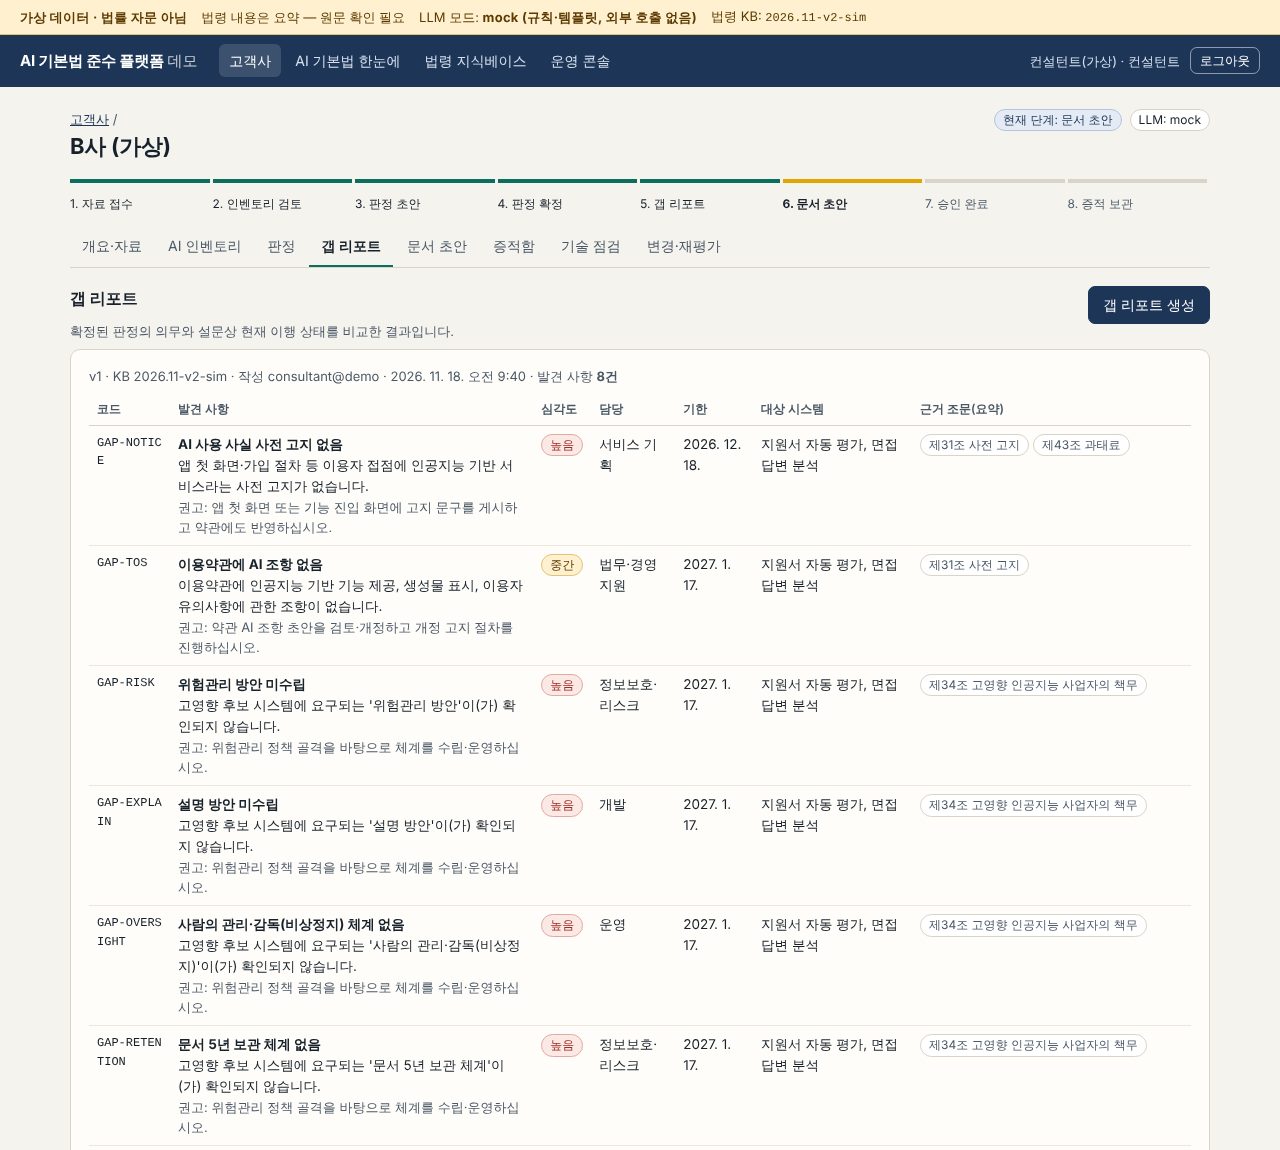 가상 데이터 · 법률 자문 아님 법령 내용은 요약 — 원문 확인 필요 LLM 모드: mock (규칙·템플릿, 외부 호출 없음) 법령 KB: 2026.11-v2-sim
AI 기본법 준수 플랫폼 데모 고객사 AI 기본법 한눈에 법령 지식베이스 운영 콘솔 컨설턴트(가상) · 컨설턴트 로그아웃
고객사 / 현재 단계: 문서 초안 LLM: mock
B사 (가상)
1. 자료 접수 2. 인벤토리 검토 3. 판정 초안 4. 판정 확정 5. 갭 리포트 6. 문서 초안 7. 승인 완료 8. 증적 보관
개요·자료 AI 인벤토리 판정 갭 리포트 문서 초안 증적함 기술 점검 변경·재평가
갭 리포트 갭 리포트 생성
확정된 판정의 의무와 설문상 현재 이행 상태를 비교한 결과입니다.
v1 · KB 2026.11-v2-sim · 작성 consultant@demo · 2026. 11. 18. 오전 9:40 · 발견 사항 8건
코드 발견 사항 심각도 담당 기한 대상 시스템 근거 조문(요약)
GAP-NOTIC
E
AI 사용 사실 사전 고지 없음
앱 첫 화면·가입 절차 등 이용자 접점에 인공지능 기반 서
비스라는 사전 고지가 없습니다.
권고: 앱 첫 화면 또는 기능 진입 화면에 고지 문구를 게시하
고 약관에도 반영하십시오.
높음
서비스 기
획
2026. 12.
18.
지원서 자동 평가, 면접
답변 분석
제31조 사전 고지 제43조 과태료
GAP-TOS
이용약관에 AI 조항 없음
이용약관에 인공지능 기반 기능 제공, 생성물 표시, 이용자
유의사항에 관한 조항이 없습니다.
권고: 약관 AI 조항 초안을 검토·개정하고 개정 고지 절차를
진행하십시오.
중간
법무·경영
지원
2027. 1.
17.
지원서 자동 평가, 면접
답변 분석
제31조 사전 고지
GAP-RISK
위험관리 방안 미수립
고영향 후보 시스템에 요구되는 '위험관리 방안'이(가) 확
인되지 않습니다.
권고: 위험관리 정책 골격을 바탕으로 체계를 수립·운영하십
시오.
높음
정보보호·
리스크
2027. 1.
17.
지원서 자동 평가, 면접
답변 분석
제34조 고영향 인공지능 사업자의 책무
GAP-EXPLA
IN
설명 방안 미수립
고영향 후보 시스템에 요구되는 '설명 방안'이(가) 확인되
지 않습니다.
권고: 위험관리 정책 골격을 바탕으로 체계를 수립·운영하십
시오.
높음
개발
2027. 1.
17.
지원서 자동 평가, 면접
답변 분석
제34조 고영향 인공지능 사업자의 책무
GAP-OVERS
IGHT
사람의 관리·감독(비상정지) 체계 없음
고영향 후보 시스템에 요구되는 '사람의 관리·감독(비상정
지)'이(가) 확인되지 않습니다.
권고: 위험관리 정책 골격을 바탕으로 체계를 수립·운영하십
시오.
높음
운영
2027. 1.
17.
지원서 자동 평가, 면접
답변 분석
제34조 고영향 인공지능 사업자의 책무
GAP-RETEN
TION
문서 5년 보관 체계 없음
고영향 후보 시스템에 요구되는 '문서 5년 보관 체계'이
(가) 확인되지 않습니다.
권고: 위험관리 정책 골격을 바탕으로 체계를 수립·운영하십
시오.
높음
정보보호·
리스크
2027. 1.
17.
지원서 자동 평가, 면접
답변 분석
제34조 고영향 인공지능 사업자의 책무